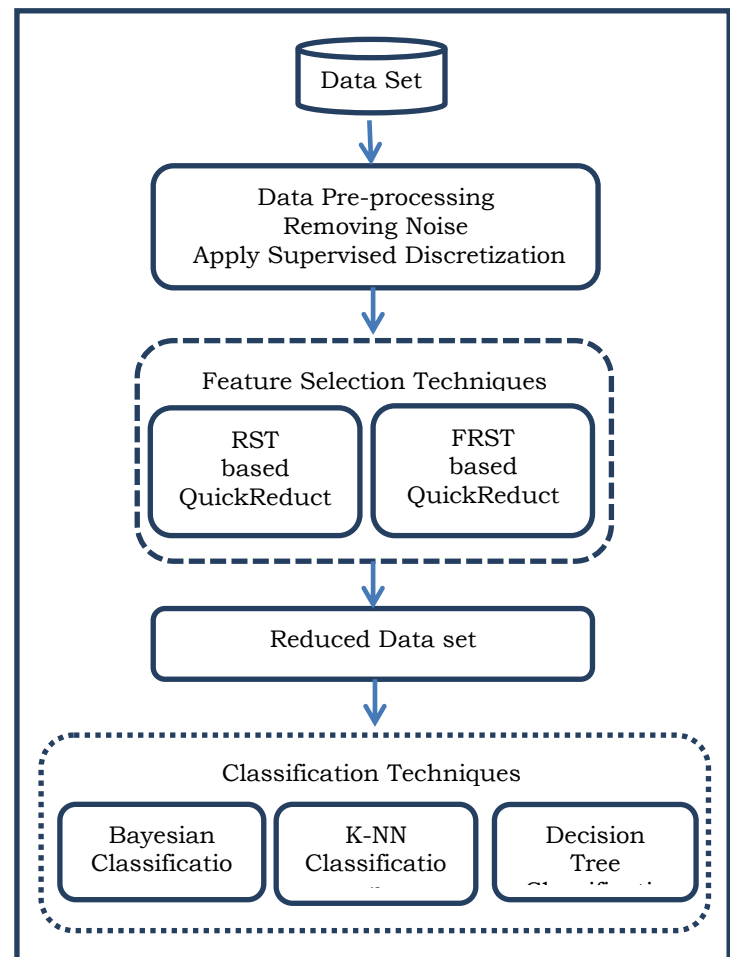 Data Set
Data Pre-processing
Removing Noise
Apply Supervised Discretization
Feature Selection Techniques
RST
based
QuickReduct
FRST
based
QuickReduct
Reduced Data set
Classification Techniques
Bayesian
Classificatio
K-NN
Classificatio
Decision
Tree